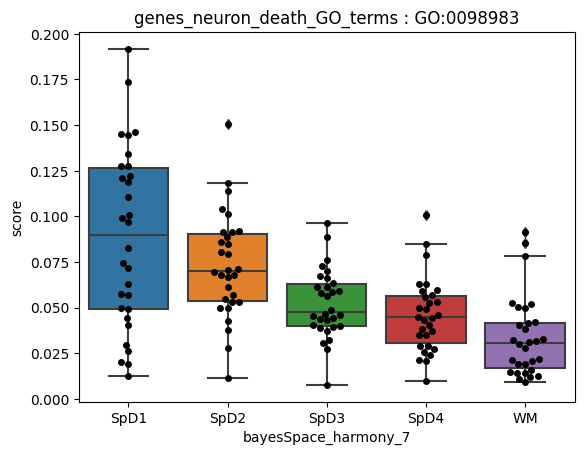 genes_neuron_death_GO_terms : GO:0098983
0.200
0.175
0.150
0.125
0.100
0.075
0.050
0.025
0.000
score
SpD1 SpD2 SpD3 SpD4 WM
bayesSpace_harmony_7